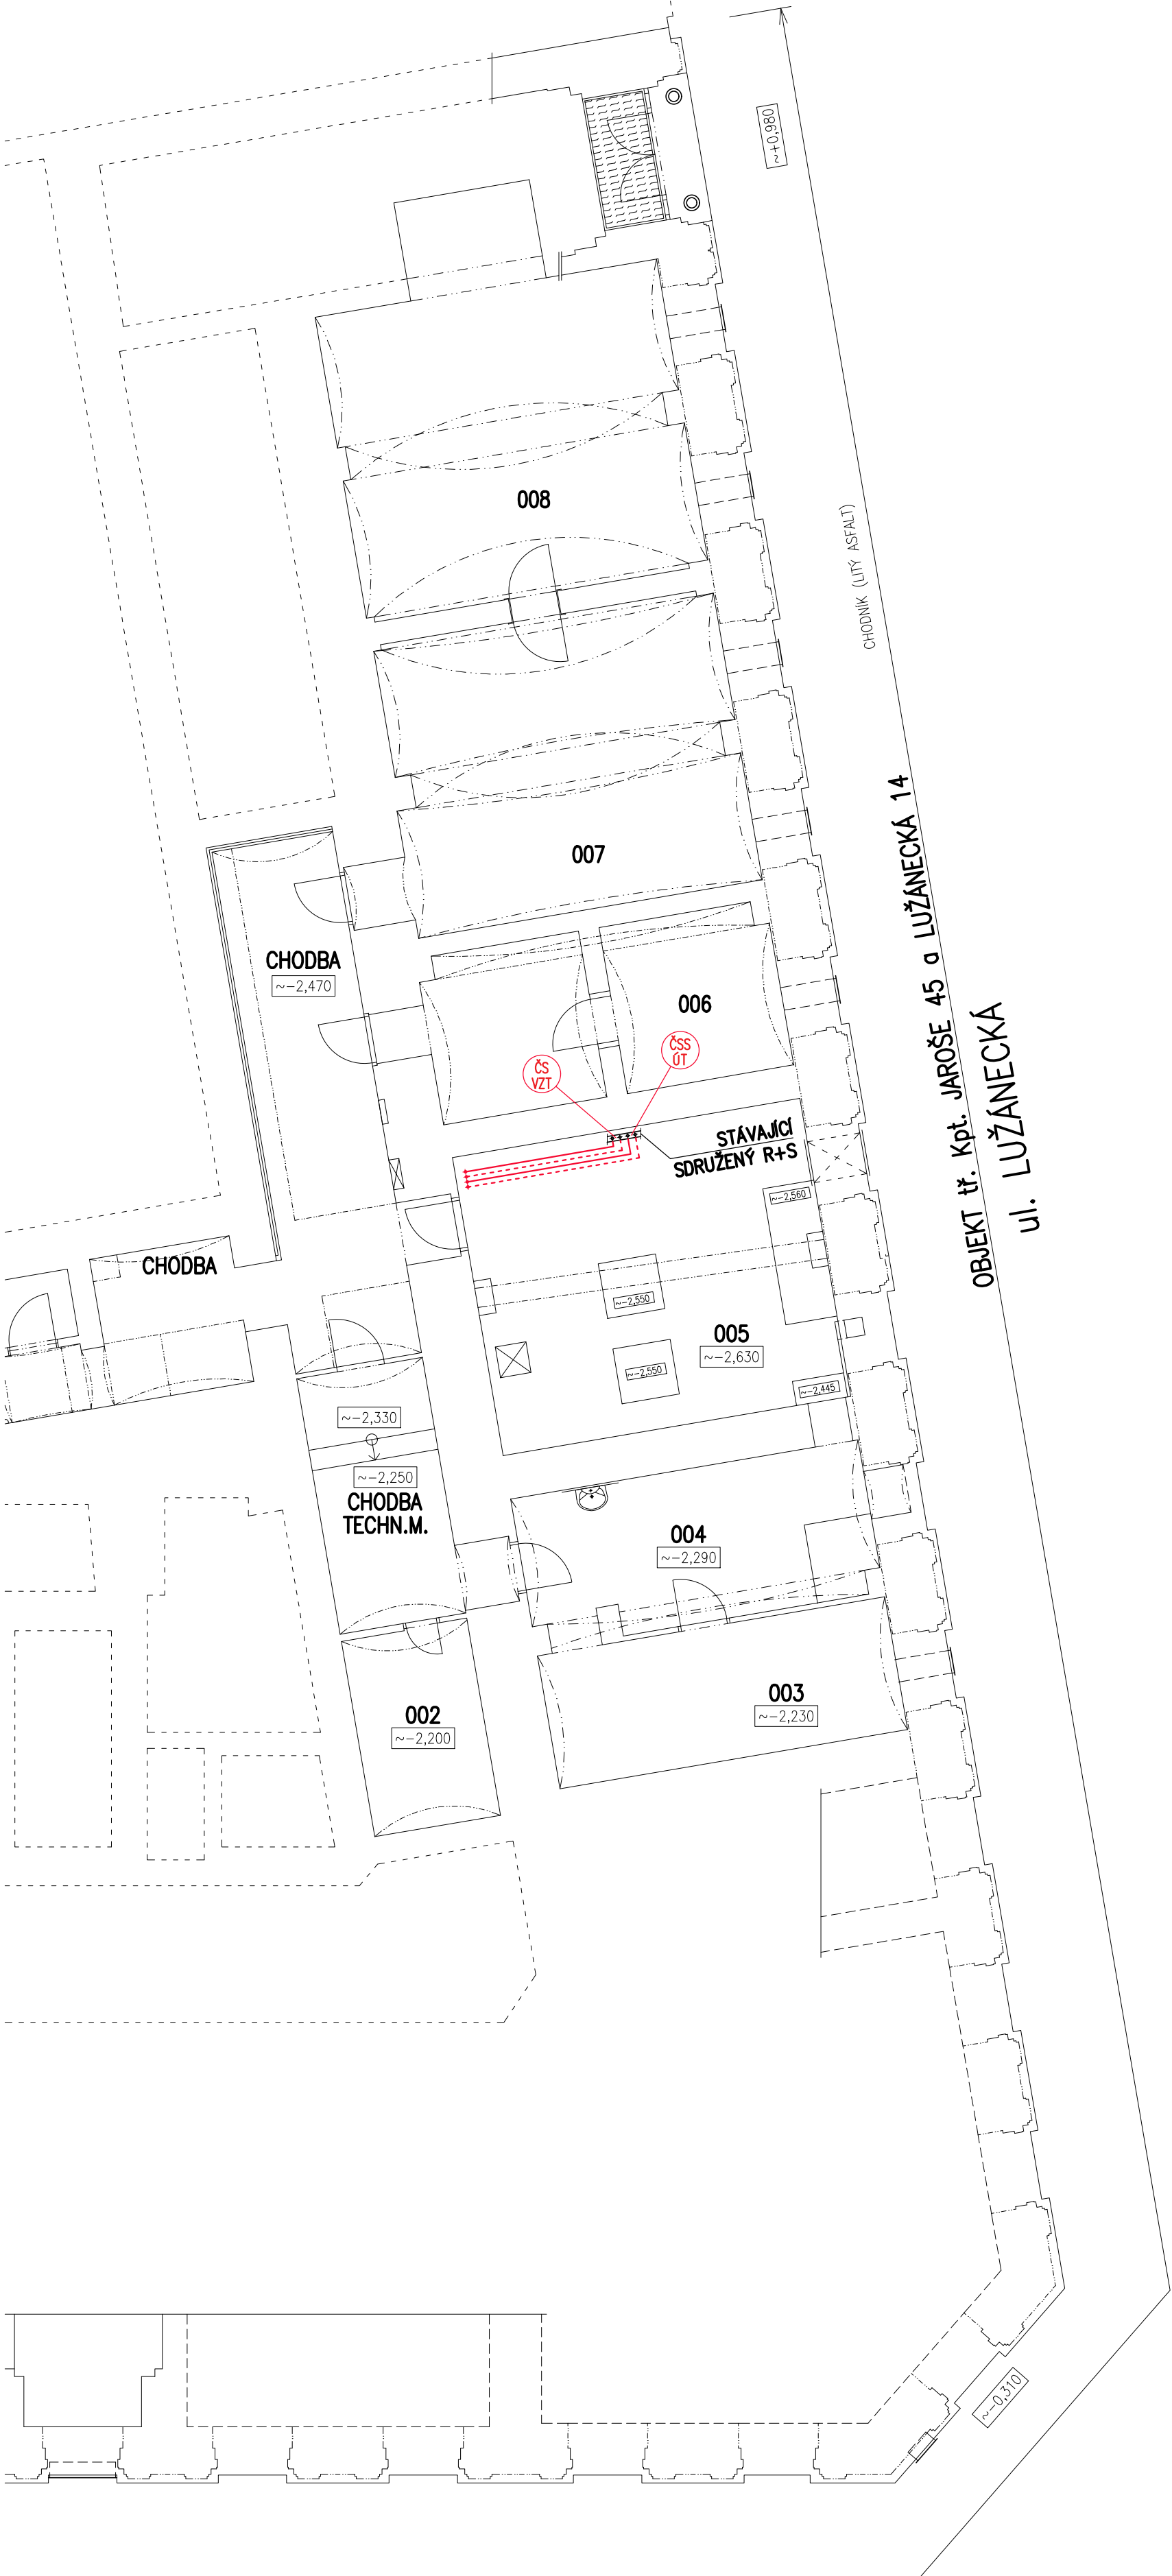 ~+0,980
008
CHODNÍK (LITÝ ASFALT)
OBJEKT tř. Kpt. JAROŠE 45 a LUŽÁNECKÁ 14
ul. LUŽÁNECKÁ
007
CHODBA
~-2,470
006
ČSS
ÚT
ČS
VZT
STÁVAJÍCÍ
SDRUŽENÝ R+S
~-2,560
CHODBA
~-2,550
005
~-2,630
~-2,550
~-2,445
~-2,330
~-2,250
CHODBA
TECHN.M.
004
~-2,290
003
~-2,230
002
~-2,200
~-0,310